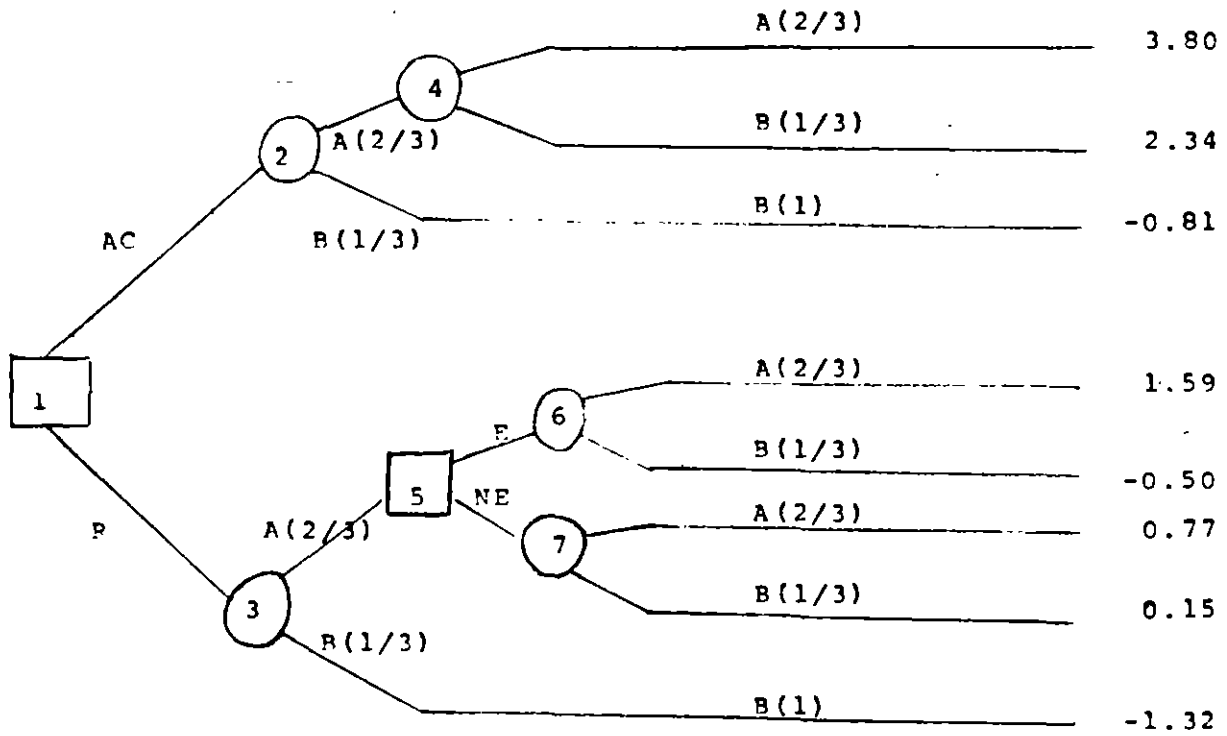 A(2/3) 3.80
4
B(1/3) 2.34
2 A(2/3)
B(1) -0.81
B(1/3)
AC
A(2/3) 1.59
1
6
E
B(1/3) -0.50
5 NE
A(2/3) 0.77
R A(2/3) 7
B(1/3) 0.15
3
B(1/3)
B(1) -1.32